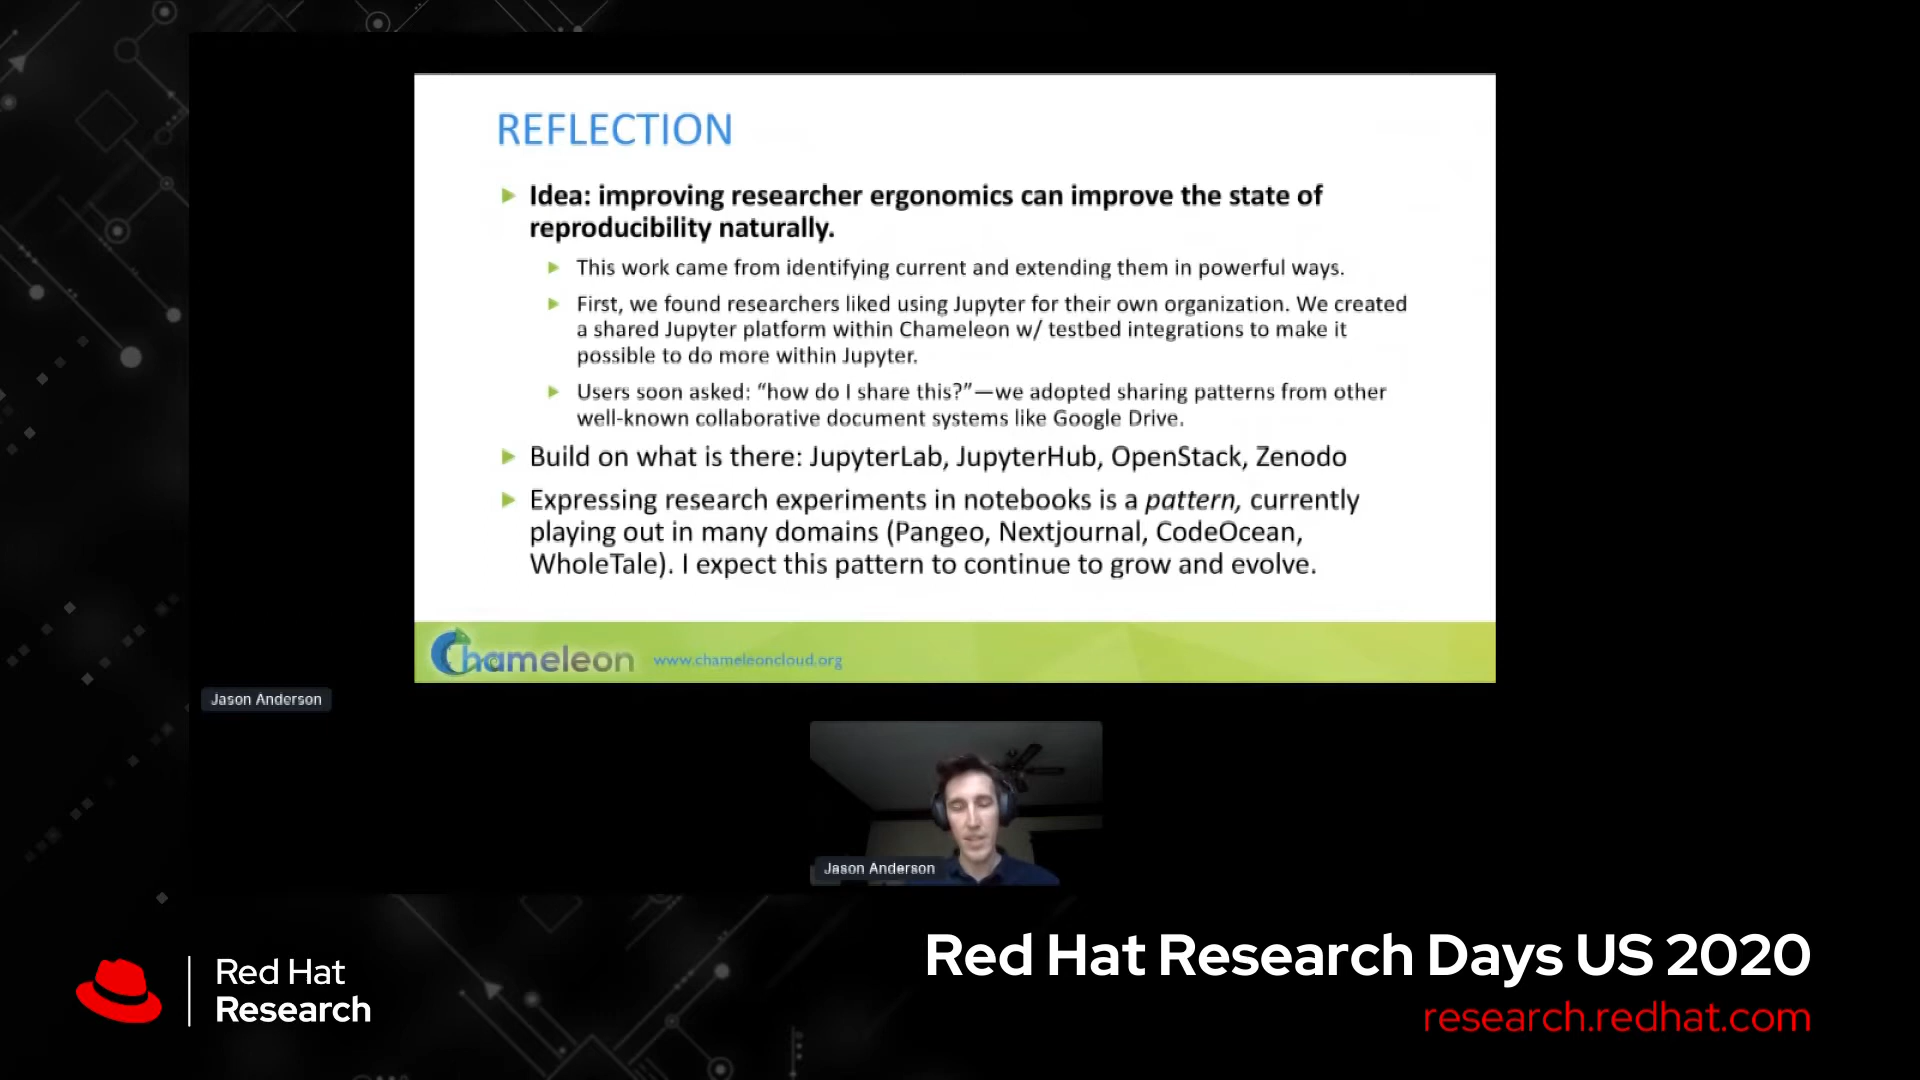 REFLECTION
Idea: improving researcher ergonomics can improve the state of
reproducibility naturally.
This work came from identifying current and extending them in powerful ways.
First, we found researchers liked using Jupyter for their own organization. We created
a shared Jupyter platform within Chameleon w/ testbed integrations to make it
possible to do more within Jupyter.
Users soon asked: “how do I share this?”—we adopted sharing patterns from other
well-known collaborative document systems like Google Drive.
Build on what is there: JupyterLab, JupyterHub, OpenStack, Zenodo
Expressing research experiments in notebooks is a pattern, currently
playing out in many domains (Pangeo, Nextjournal, CodeOcean,
WholeTale). I expect this pattern to continue to grow and evolve.
Chameleon www.chameleoncloud.org
Jason Anderson
Jason Anderson
Red Hat
Research
Red Hat Research Days US 2020
research.redhat.com